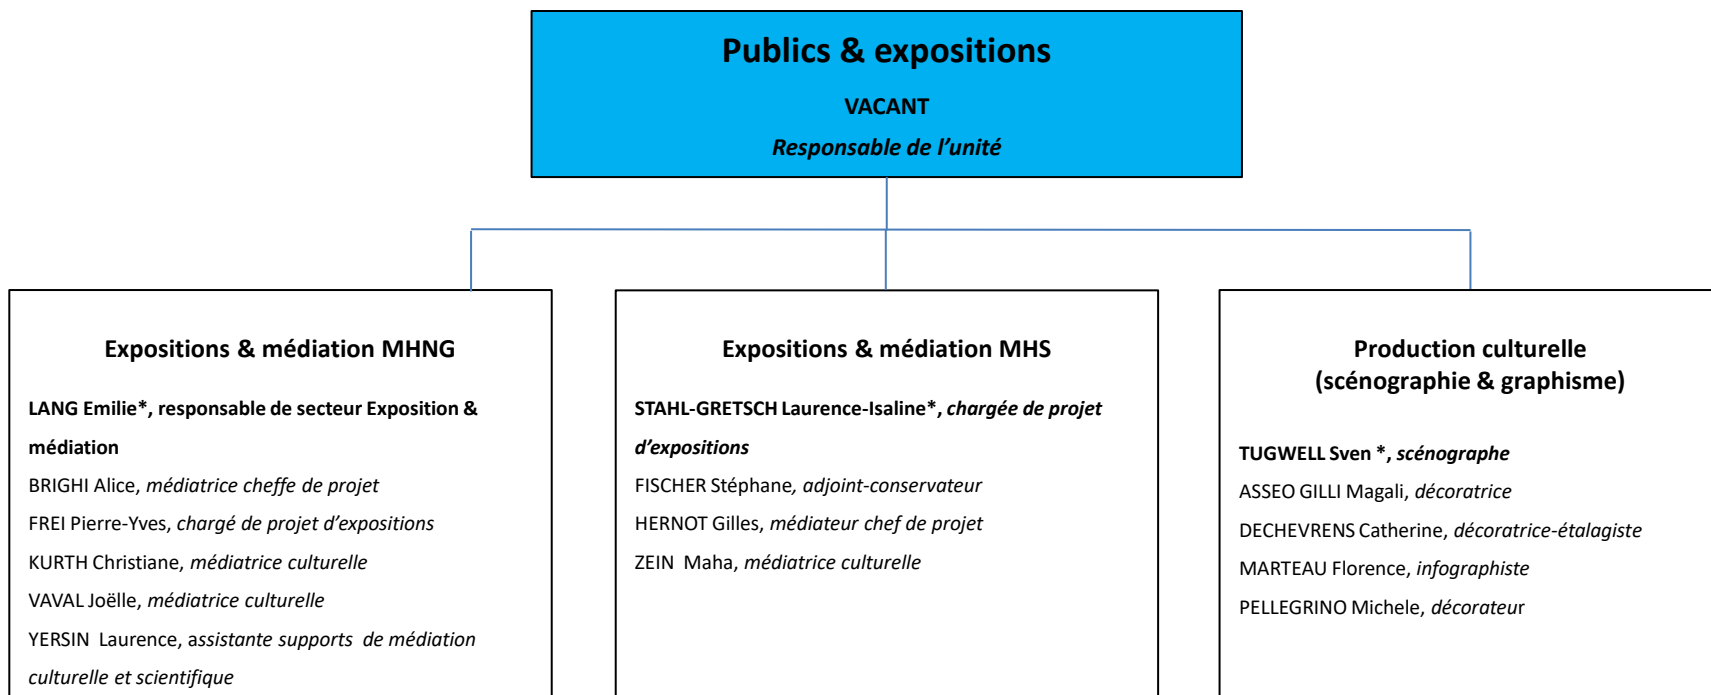 Publics & expositions
VACANT
Responsable de l’unité
Expositions & médiation MHNG
LANG Emilie*, responsable de secteur Exposition &
médiation
BRIGHI Alice, médiatrice cheffe de projet
FREI Pierre-Yves, chargé de projet d'expositions
KURTH Christiane, médiatrice culturelle
VAVAL Joëlle, médiatrice culturelle
YERSIN  Laurence, assistante supports  de médiation
culturelle et scientifique
Expositions & médiation MHS
STAHL-GRETSCH Laurence-Isaline*, chargée de projet
d’expositions
FISCHER Stéphane, adjoint-conservateur
HERNOT Gilles, médiateur chef de projet
ZEIN  Maha, médiatrice culturelle
Production culturelle
(scénographie & graphisme)
TUGWELL Sven *, scénographe
ASSEO GILLI Magali, décoratrice
DECHEVRENS Catherine, décoratrice-étalagiste
MARTEAU Florence, infographiste
PELLEGRINO Michele, décorateur